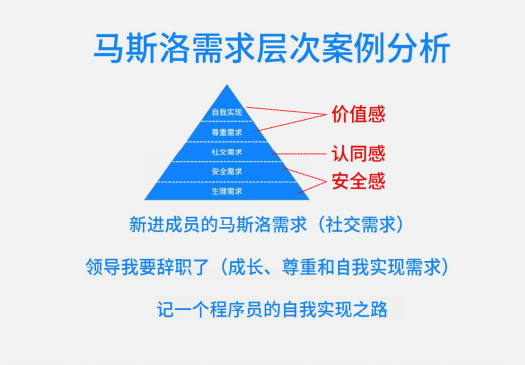 马斯洛需求层次案例分析
自我实现
价值感
尊重需求
社交需求
认同感
安全需求
安全感
生理需求
新进成员的马斯洛需求（社交需求）
领导我要辞职了（成长、尊重和自我实现需求）
记一个程序员的自我实现之路